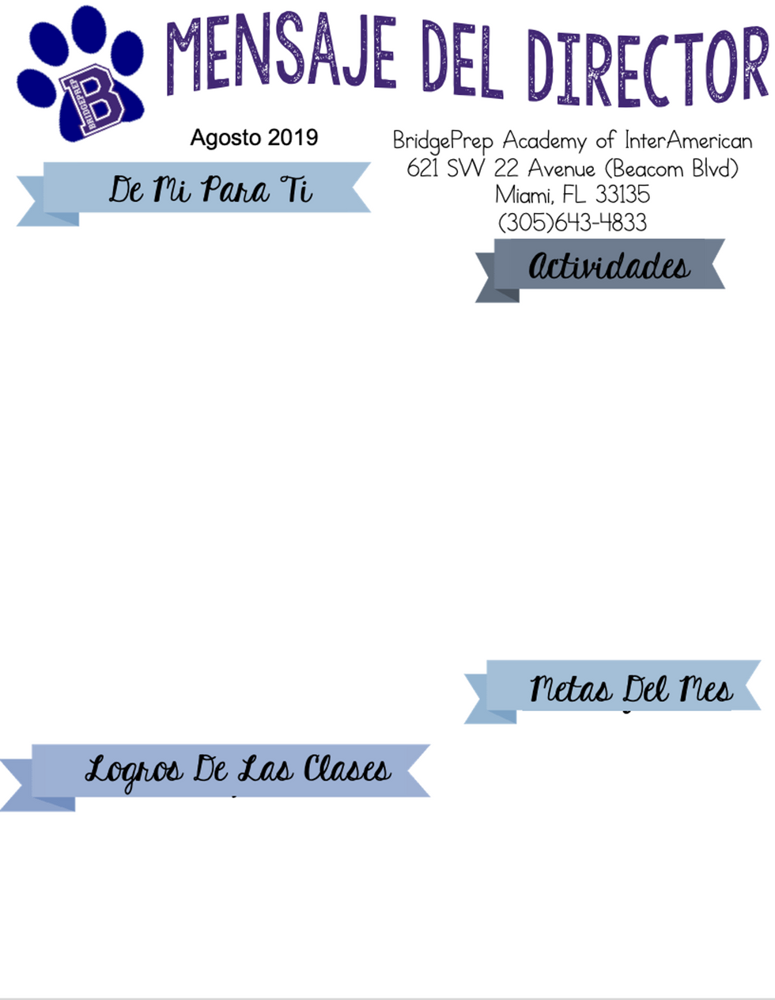 MENSAJE DEL DIRECTOR
B
BRIDGEPREP
Agosto 2019
BridgePrep Academy of InterAmerican
621 SW 22 Avenue (Beacom Blvd)
Miami, FL 33135
(305)643-4833
De Mi Para Ti
Actividades
Metas Del Mes
Logros De Las Clases